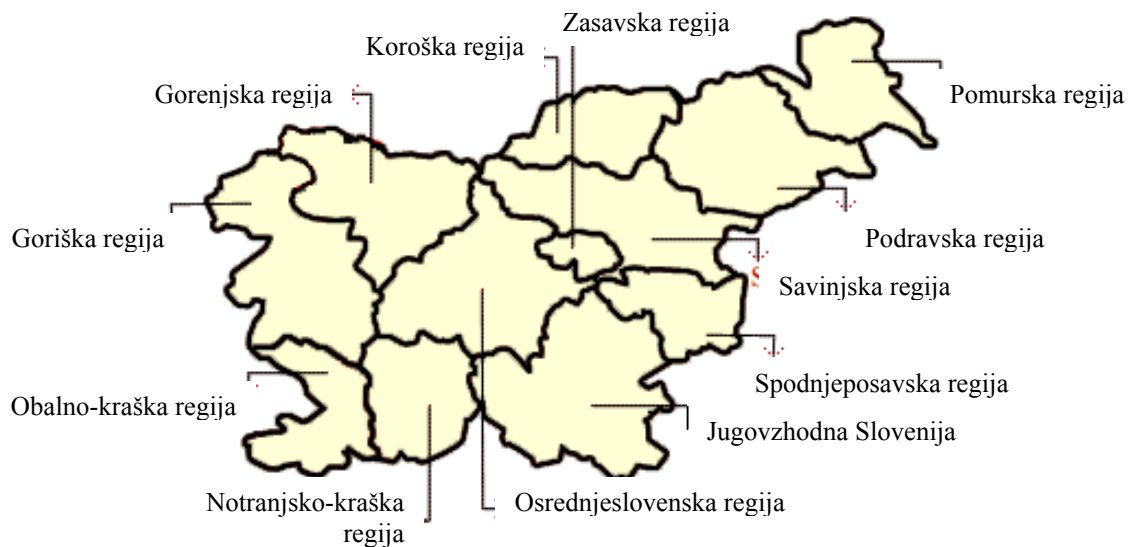 Zasavska regija
Koroška regija
Gorenjska regija
Pomurska regija
Goriška regija
Podravska regija
S
Savinjska regija
Spodnjeposavska regija
Obalno-kraška regija
Jugovzhodna Slovenija
Notranjsko-kraška
regija
Osrednjeslovenska regija